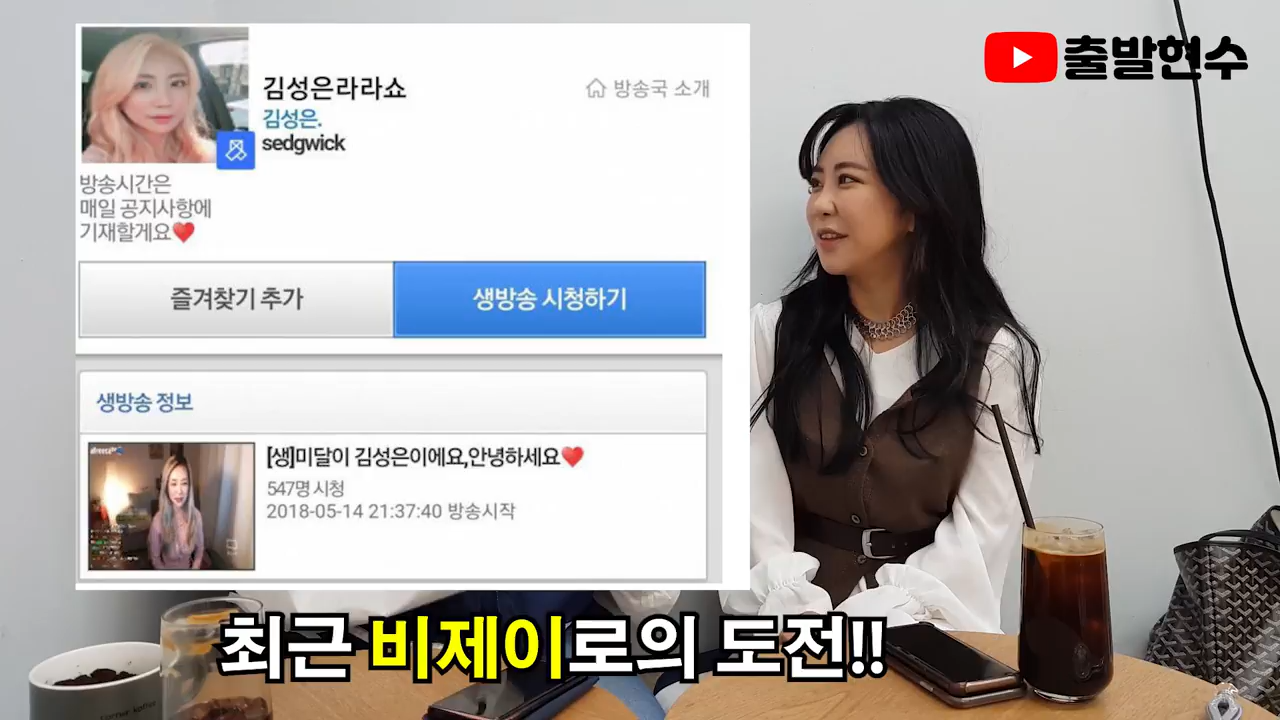 출발현수
김성은라라쇼
방송국 소개
김성은.
sedgwick
방송시간은
매일 공지사항에
기재할게요❤️
즐겨찾기 추가
생방송 시청하기
생방송 정보
[생]미달이 김성은이에요,안녕하세요❤️
547명 시청
2018-05-14 21:37:40 방송시작
최근 비제이로의 도전!!